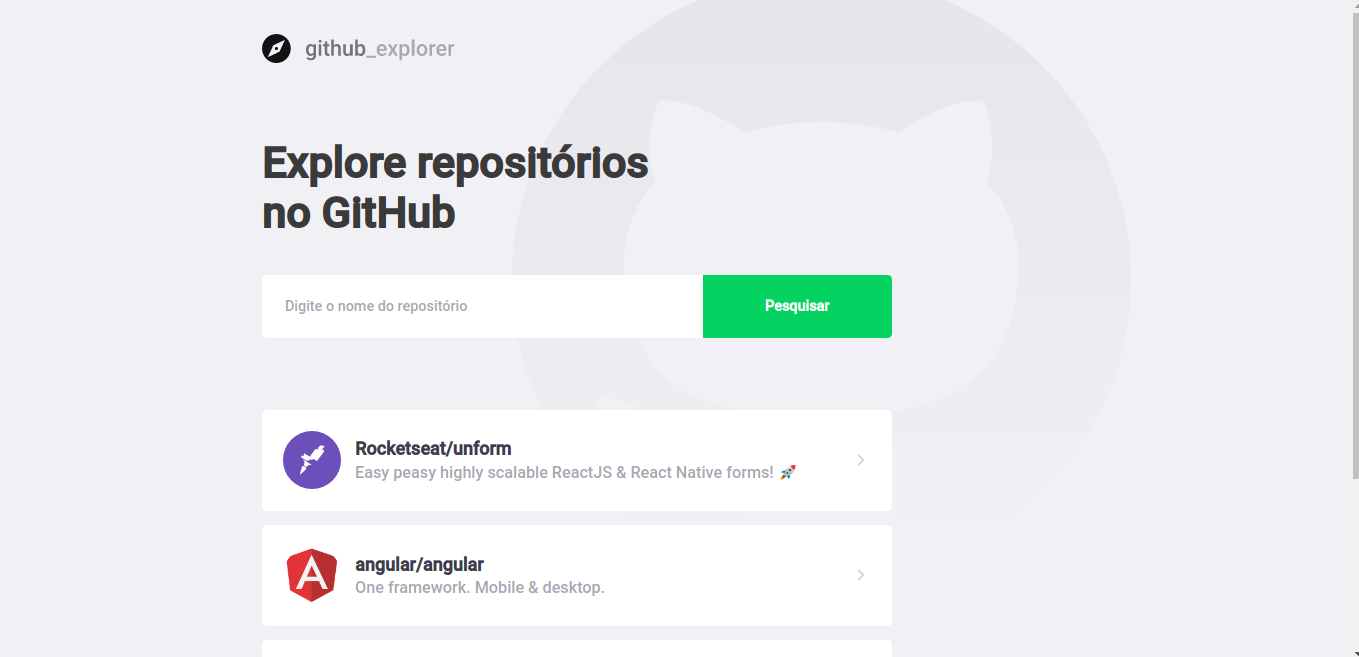 github_explorer
Explore repositórios
no GitHub
Digite o nome do repositório
Pesquisar
Rocketseat/unform
Easy peasy highly scalable ReactJS & React Native forms! 🚀
angular/angular
One framework. Mobile & desktop.